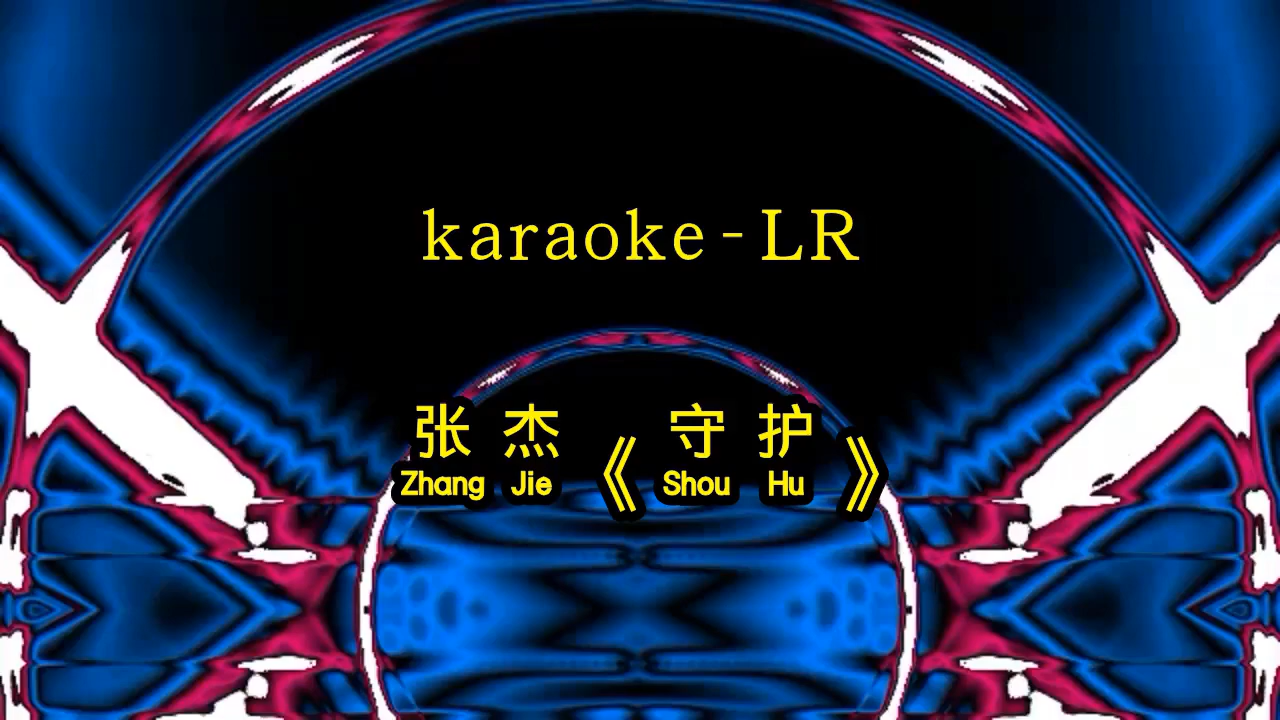 karaoke-LR
张 杰 《 守 护 》
Zhang Jie Shou Hu